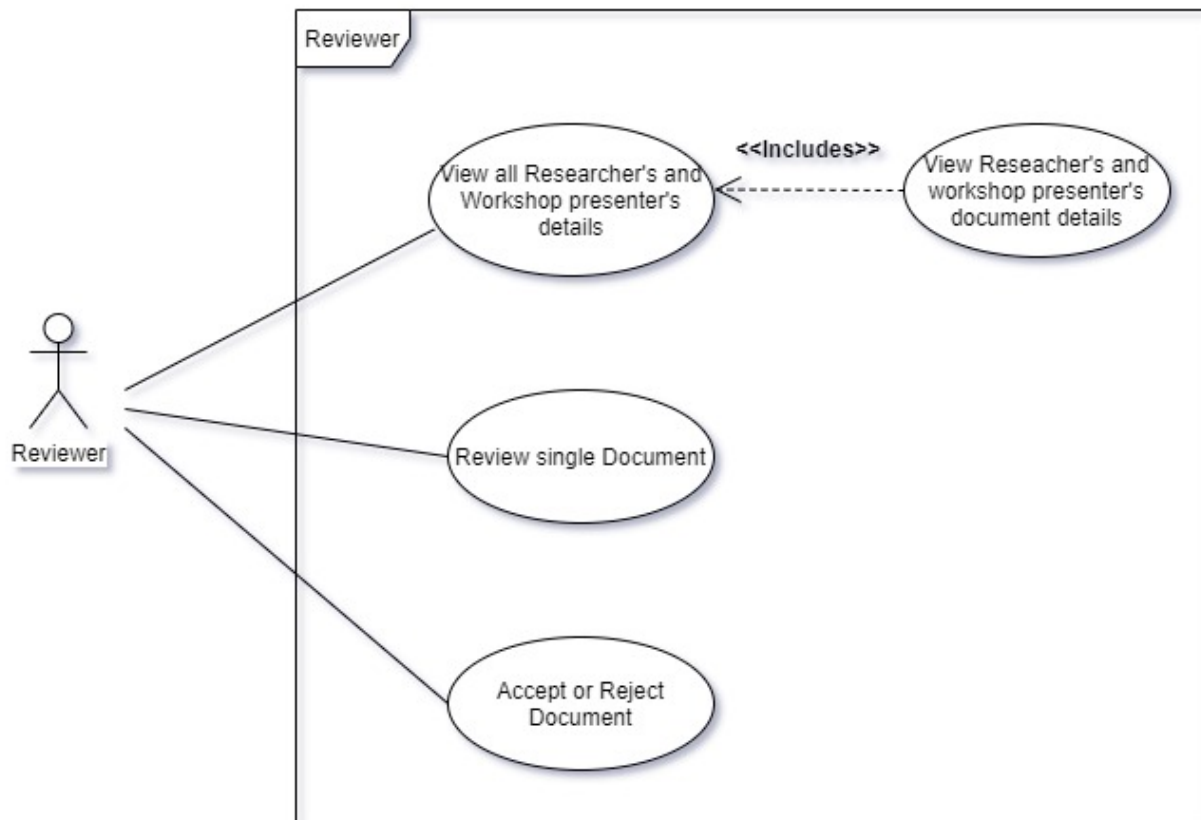 Reviewer
<<Includes>>
View all Researcher's and
Workshop presenter's
details
View Reseacher's and
workshop presenter's
document details
Reviewer
Review single Document
Accept or Reject
Document